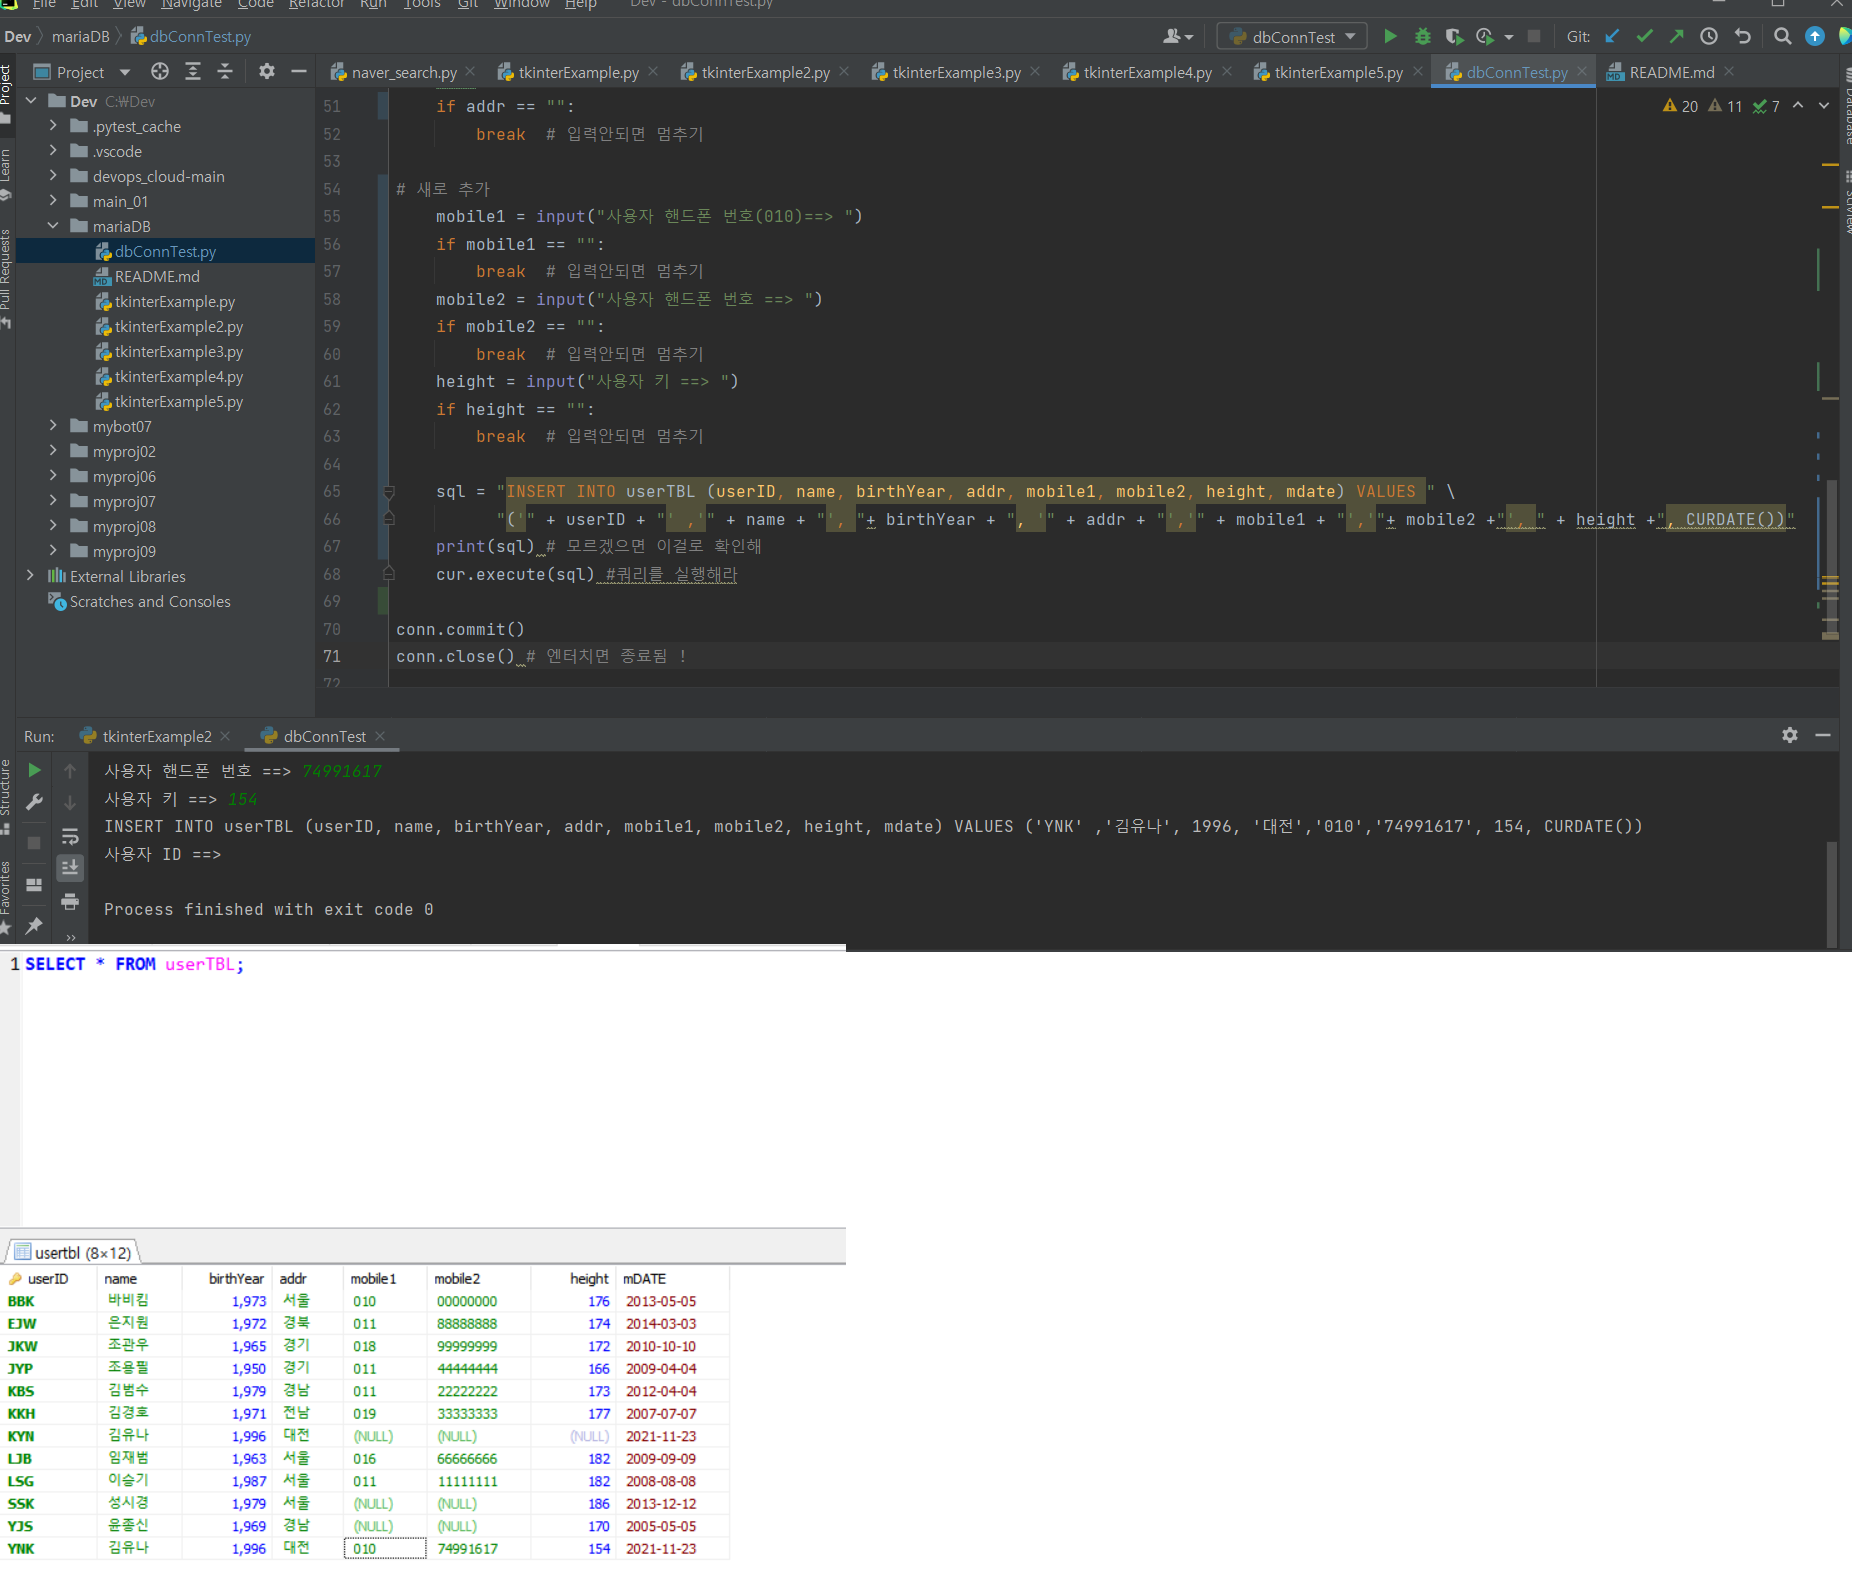 File Edit View Navigate Code Refactor Run Tools Git Window Help Dev - dbConnTest.py
Dev mariaDB dbConnTest.py dbConnTest Git:
Project naver_search.py tkinterExample.py tkinterExample2.py tkinterExample3.py tkinterExample4.py tkinterExample5.py dbConnTest.py README.md
Project
Learn
Pull Requests
Structure
Favorites
Database
SciView
Dev C:\Dev
.pytest_cache
.vscode
devops_cloud-main
main_01
mariaDB
dbConnTest.py
README.md
tkinterExample.py
tkinterExample2.py
tkinterExample3.py
tkinterExample4.py
tkinterExample5.py
mybot07
myproj02
myproj06
myproj07
myproj08
myproj09
External Libraries
Scratches and Consoles
20 11 7
51 if addr == "":
52 break # 입력안되면 멈추기
53
54 # 새로 추가
55 mobile1 = input("사용자 핸드폰 번호(010)==> ")
56 if mobile1 == "":
57 break # 입력안되면 멈추기
58 mobile2 = input("사용자 핸드폰 번호 ==> ")
59 if mobile2 == "":
60 break # 입력안되면 멈추기
61 height = input("사용자 키 ==> ")
62 if height == "":
63 break # 입력안되면 멈추기
64
65 sql = "INSERT INTO userTBL (userID, name, birthYear, addr, mobile1, mobile2, height, mdate) VALUES " \
66 "('" + userID + "' ,'" + name + "', "+ birthYear + ", '" + addr + "','" + mobile1 + "','"+ mobile2 +"', " + height +", CURDATE())"
67 print(sql) # 모르겠으면 이걸로 확인해
68 cur.execute(sql) #쿼리를 실행해라
69
70 conn.commit()
71 conn.close() # 엔터치면 종료됨 !
72
Run: tkinterExample2 dbConnTest
사용자 핸드폰 번호 ==> 74991617
사용자 키 ==> 154
INSERT INTO userTBL (userID, name, birthYear, addr, mobile1, mobile2, height, mdate) VALUES ('YNK' ,'김유나', 1996, '대전','010','74991617', 154, CURDATE())
사용자 ID ==>
Process finished with exit code 0
1 SELECT * FROM userTBL;
usertbl (8×12)
userID name birthYear addr mobile1 mobile2 height mDATE
BBK 바비킴 1,973 서울 010 00000000 176 2013-05-05
EJW 은지원 1,972 경북 011 88888888 174 2014-03-03
JKW 조관우 1,965 경기 018 99999999 172 2010-10-10
JYP 조용필 1,950 경기 011 44444444 166 2009-04-04
KBS 김범수 1,979 경남 011 22222222 173 2012-04-04
KKH 김경호 1,971 전남 019 33333333 177 2007-07-07
KYN 김유나 1,996 대전 (NULL) (NULL) (NULL) 2021-11-23
LJB 임재범 1,963 서울 016 66666666 182 2009-09-09
LSG 이승기 1,987 서울 011 11111111 182 2008-08-08
SSK 성시경 1,979 서울 (NULL) (NULL) 186 2013-12-12
YJS 윤종신 1,969 경남 (NULL) (NULL) 170 2005-05-05
YNK 김유나 1,996 대전 010 74991617 154 2021-11-23